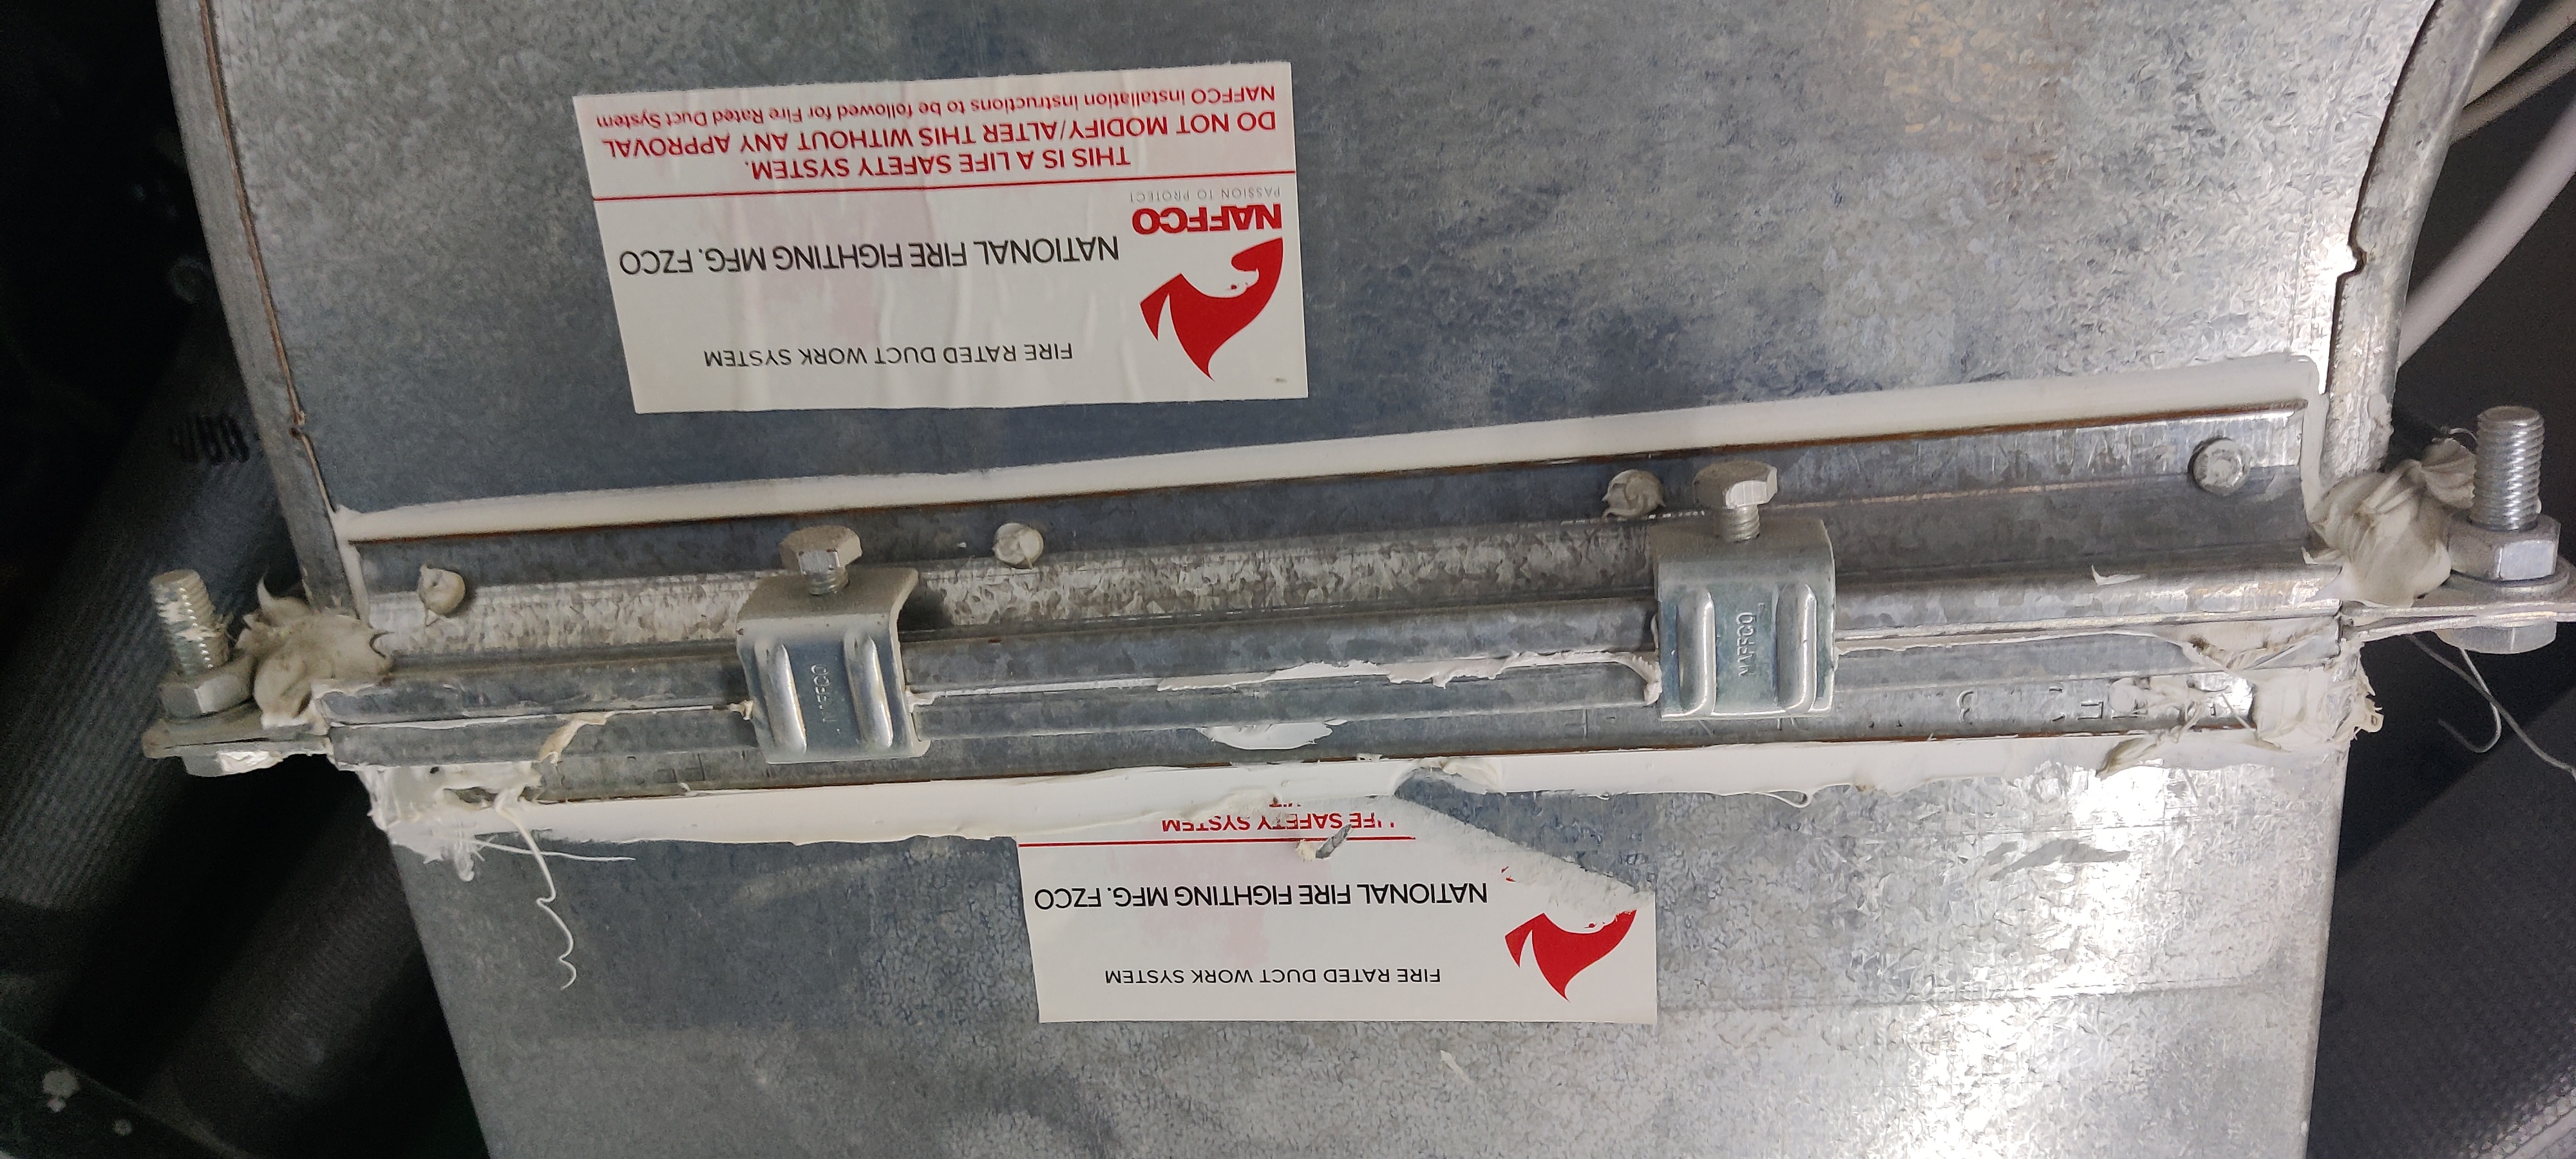 FIRE RATED DUCT WORK SYSTEM
NATIONAL FIRE FIGHTING MFG. FZCO
LIFE SAFETY SYSTEM
NAFFCO
NAFFCO
FIRE RATED DUCT WORK SYSTEM
NATIONAL FIRE FIGHTING MFG. FZCO
NAFFCO
PASSION TO PROTECT
THIS IS A LIFE SAFETY SYSTEM.
DO NOT MODIFY/ALTER THIS WITHOUT ANY APPROVAL
NAFFCO installation instructions to be followed for Fire Rated Duct System